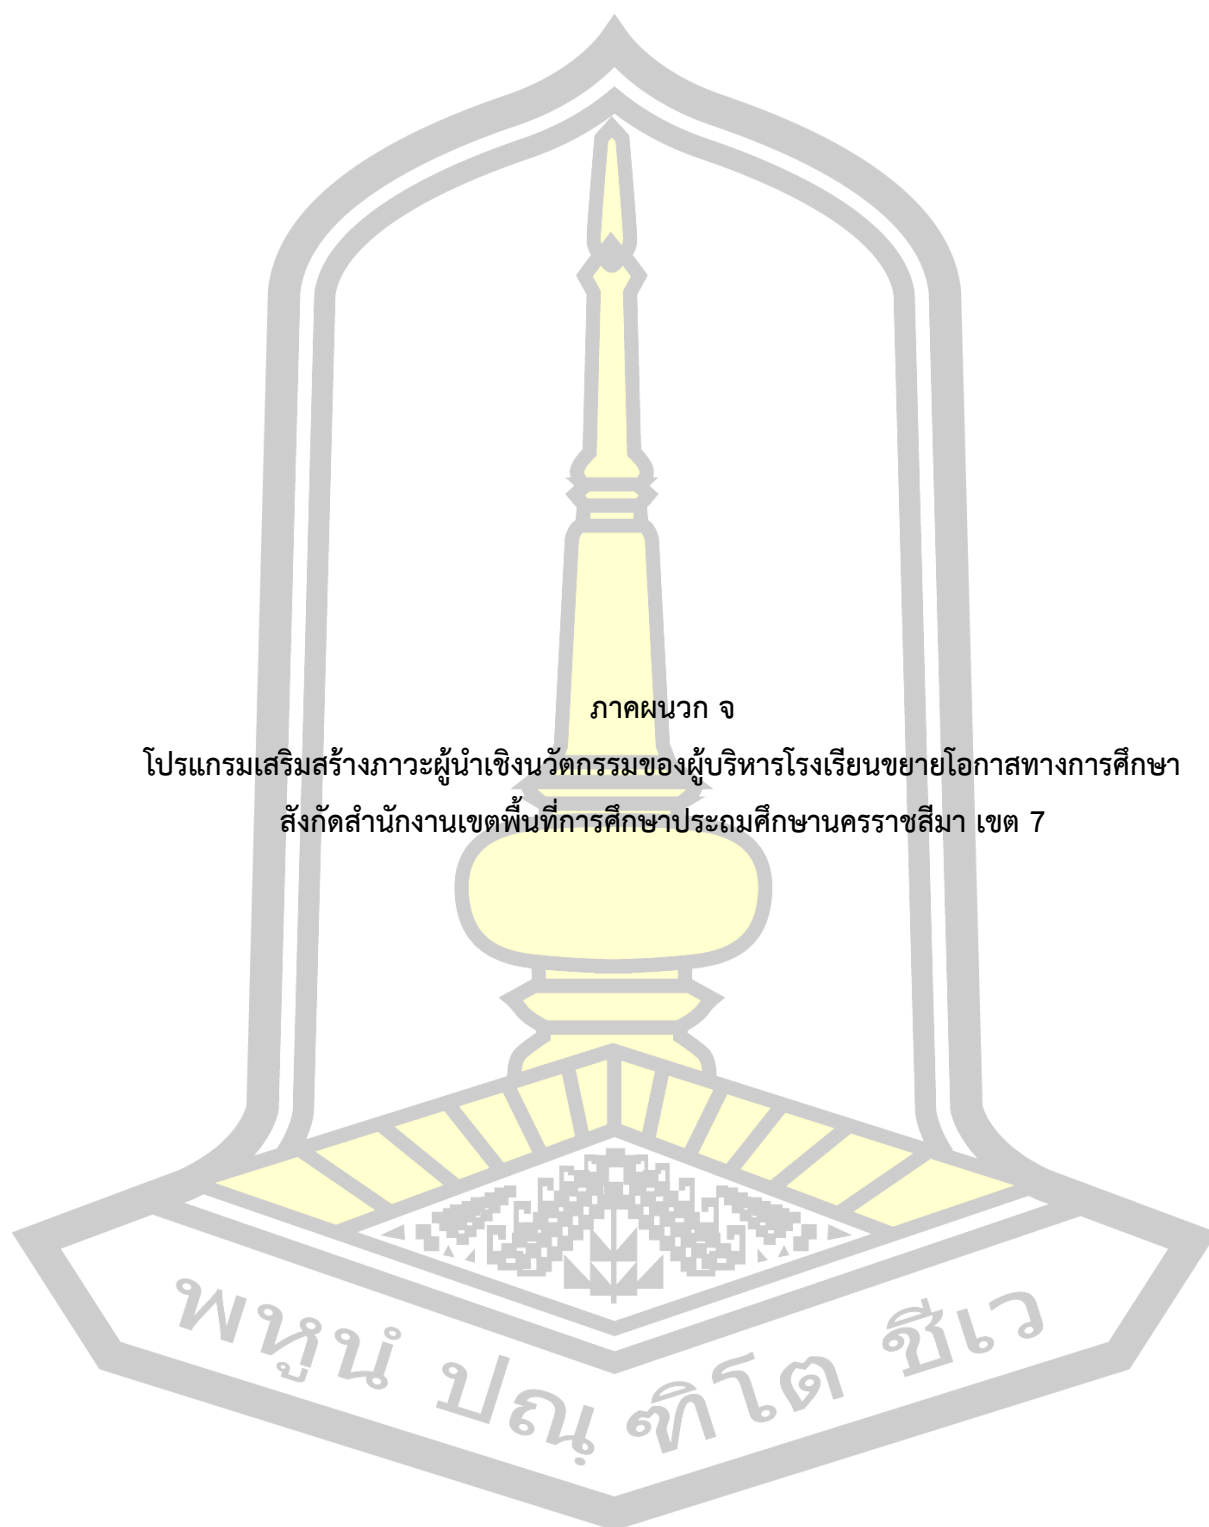 ภาคผนวก จ
โปรแกรมเสริมสร้างภาวะผู้นำเชิงนวัตกรรมของผู้บริหารโรงเรียนขยายโอกาสทางการศึกษา
สังกัดสำนักงานเขตพื้นที่การศึกษาประถมศึกษานครราชสีมา เขต 7
พหูนํ ปณฺ ฑิโต ชีเว